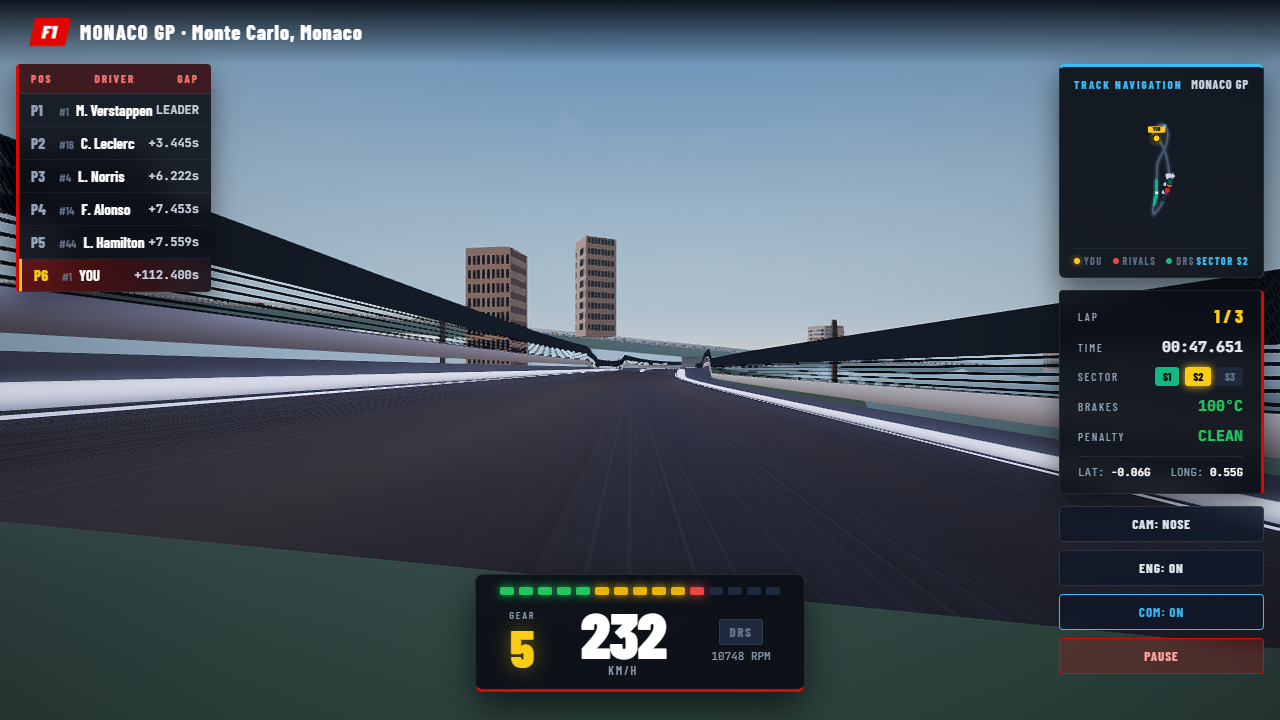 F1 MONACO GP · Monte Carlo, Monaco
POS DRIVER GAP
P1 #1 M. Verstappen LEADER
P2 #16 C. Leclerc +3.445s
P3 #4 L. Norris +6.222s
P4 #14 F. Alonso +7.453s
P5 #44 L. Hamilton +7.559s
P6 #1 YOU +112.400s
TRACK NAVIGATION MONACO GP
YOU
YOU RIVALS DRS SECTOR S2
LAP 1/3
TIME 00:47.651
SECTOR S1 S2 S3
BRAKES 100°C
PENALTY CLEAN
LAT: -0.06G LONG: 0.55G
CAM: NOSE
ENG: ON
COM: ON
PAUSE
GEAR
5
232
KM/H
DRS
10748 RPM